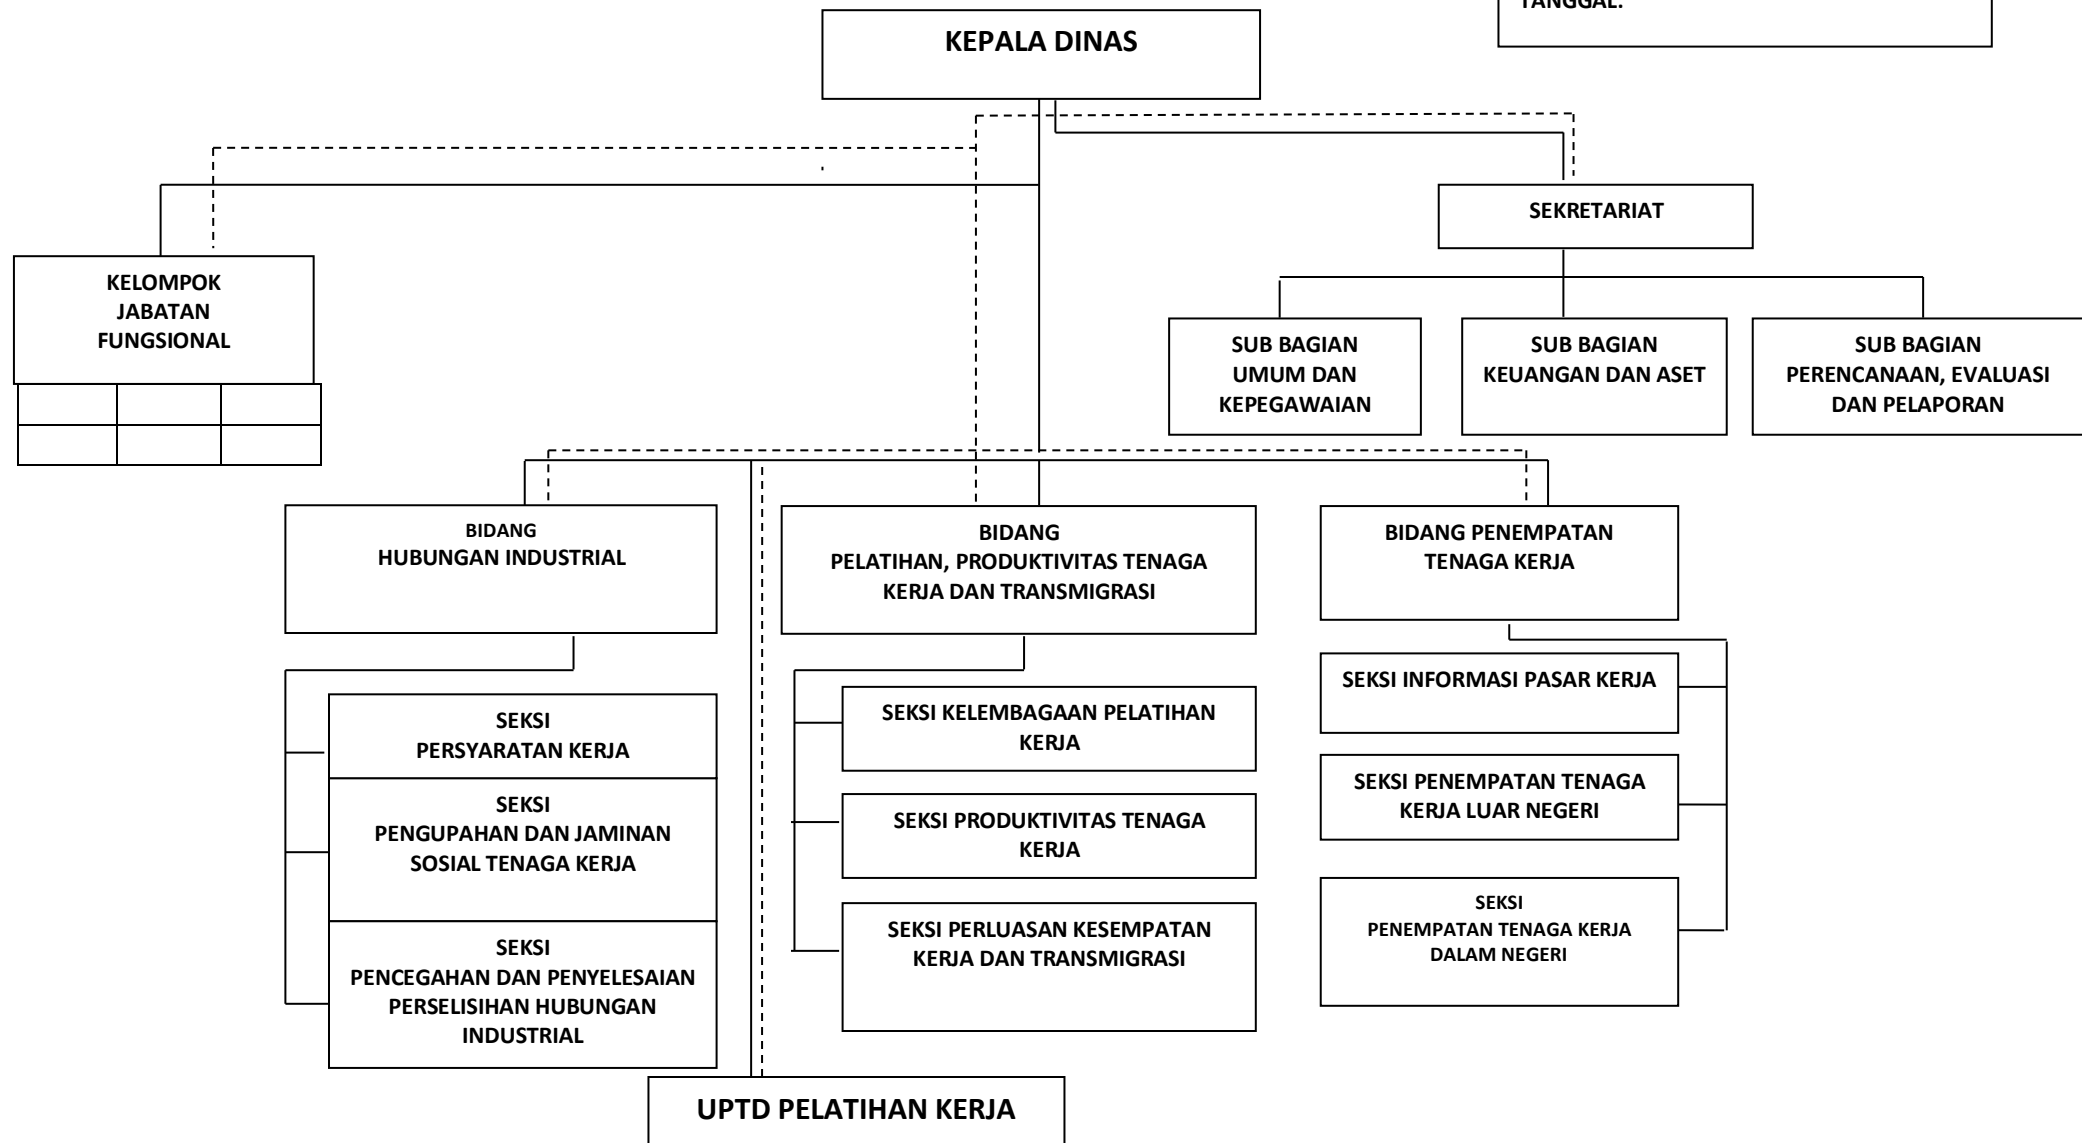 TANGGAL:
KEPALA DINAS
SEKRETARIAT
KELOMPOK
JABATAN
FUNGSIONAL
SUB BAGIAN
UMUM DAN
KEPEGAWAIAN
SUB BAGIAN
KEUANGAN DAN ASET
SUB BAGIAN
PERENCANAAN, EVALUASI
DAN PELAPORAN
BIDANG
HUBUNGAN INDUSTRIAL
BIDANG
PELATIHAN, PRODUKTIVITAS TENAGA
KERJA DAN TRANSMIGRASI
BIDANG PENEMPATAN
TENAGA KERJA
SEKSI
PERSYARATAN KERJA
SEKSI
PENGUPAHAN DAN JAMINAN
SOSIAL TENAGA KERJA
SEKSI
PENCEGAHAN DAN PENYELESAIAN
PERSELISIHAN HUBUNGAN
INDUSTRIAL
SEKSI KELEMBAGAAN PELATIHAN
KERJA
SEKSI PRODUKTIVITAS TENAGA
KERJA
SEKSI PERLUASAN KESEMPATAN
KERJA DAN TRANSMIGRASI
SEKSI INFORMASI PASAR KERJA
SEKSI PENEMPATAN TENAGA
KERJA LUAR NEGERI
SEKSI
PENEMPATAN TENAGA KERJA
DALAM NEGERI
UPTD PELATIHAN KERJA